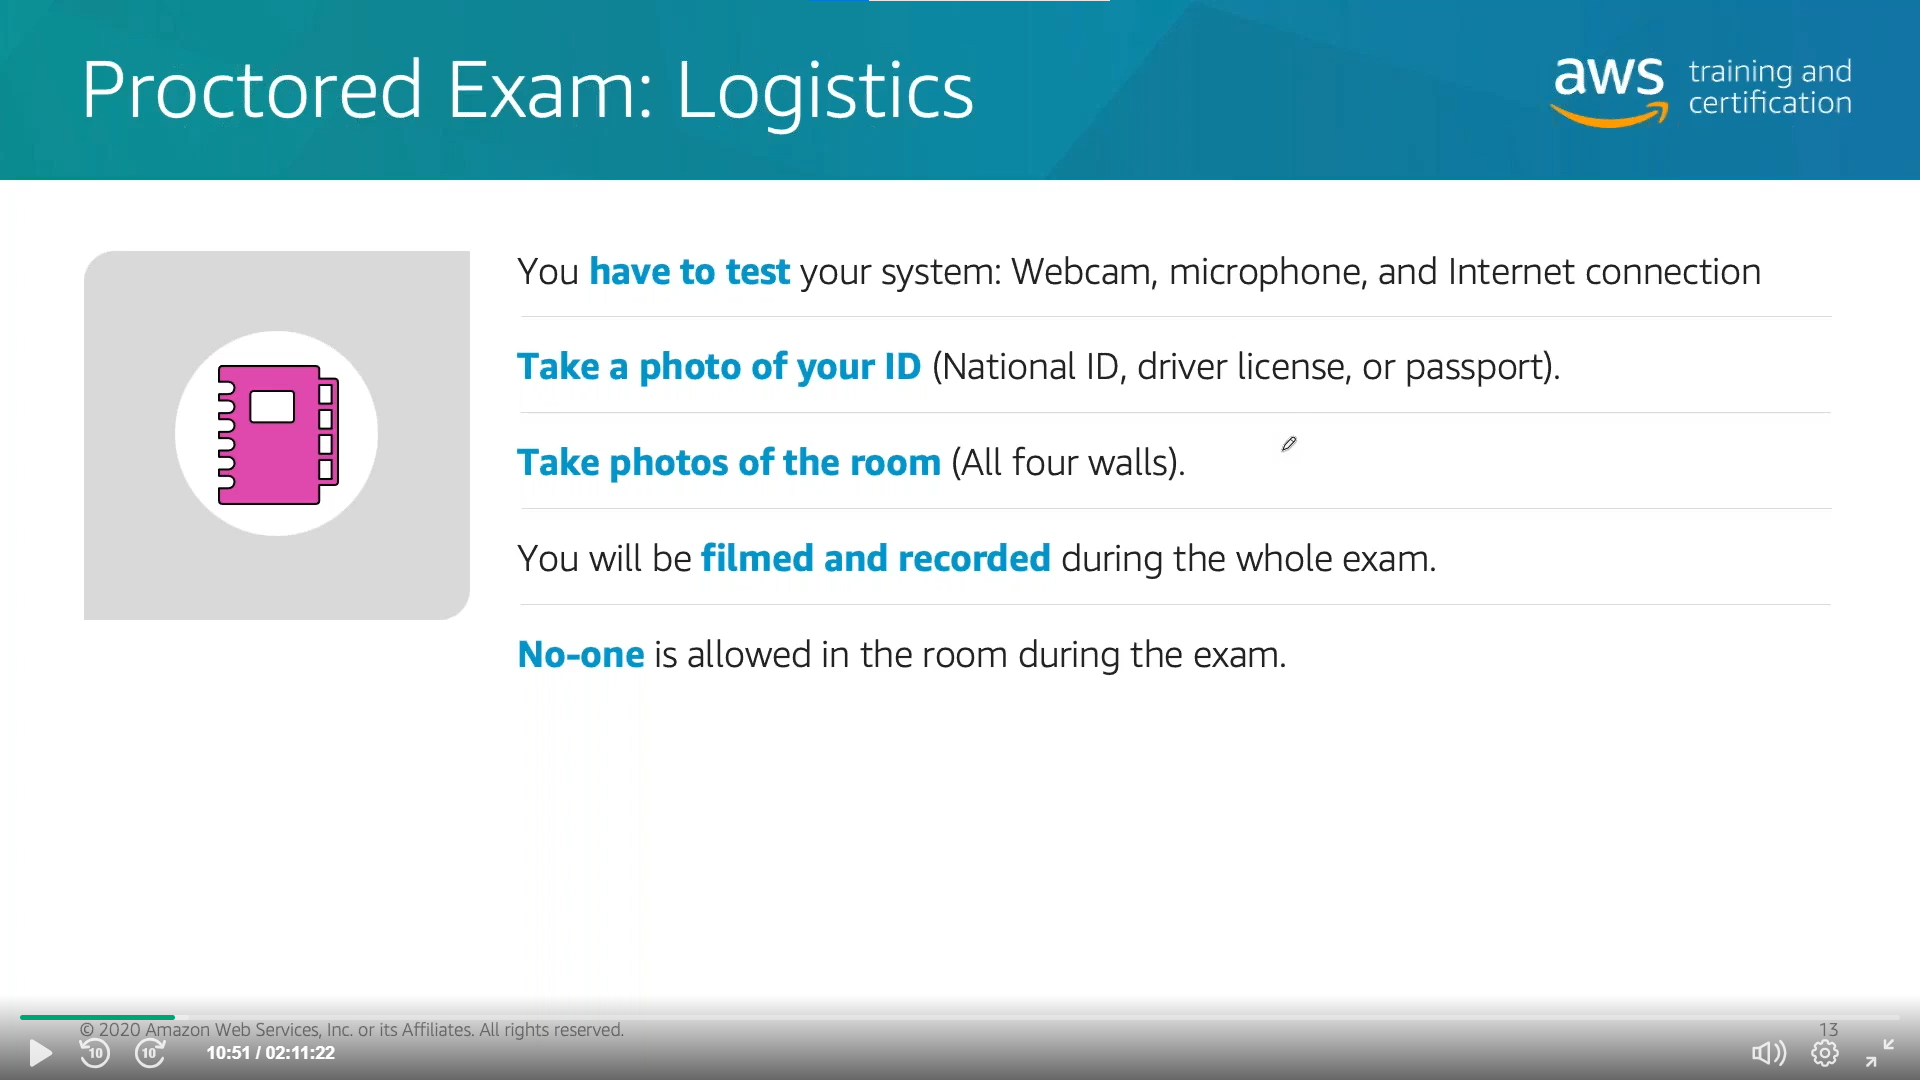 Proctored Exam: Logistics
aws training and
certification
You have to test your system: Webcam, microphone, and Internet connection
Take a photo of your ID (National ID, driver license, or passport).
Take photos of the room (All four walls).
You will be filmed and recorded during the whole exam.
No-one is allowed in the room during the exam.
© 2020 Amazon Web Services, Inc. or its Affiliates. All rights reserved.
13
10
10
10:51 / 02:11:22